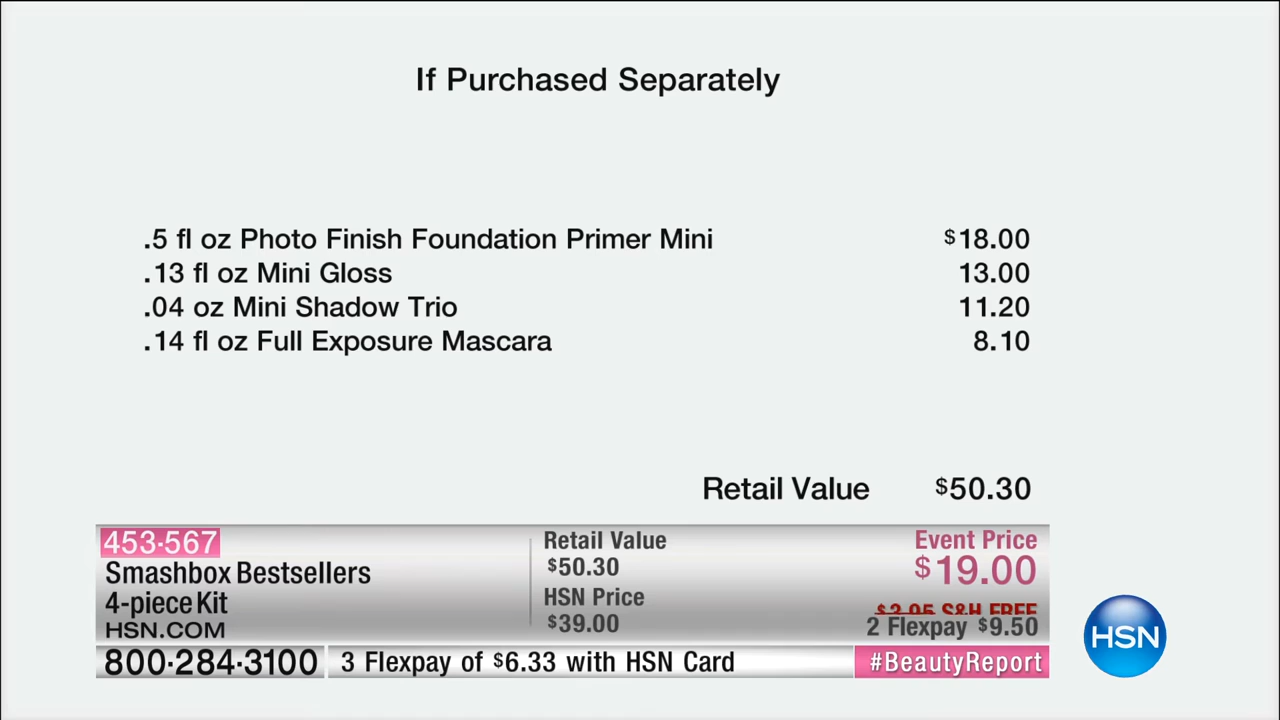 If Purchased Separately
.5 fl oz Photo Finish Foundation Primer Mini $18.00
.13 fl oz Mini Gloss 13.00
.04 oz Mini Shadow Trio 11.20
.14 fl oz Full Exposure Mascara 8.10
Retail Value $50.30
453·567
Smashbox Bestsellers
4-piece Kit
HSN.COM
Retail Value
$50.30
HSN Price
$39.00
Event Price
$19.00
S&H FREE
2 Flexpay $9.50
800·284·3100
3 Flexpay of $6.33 with HSN Card
#BeautyReport
HSN